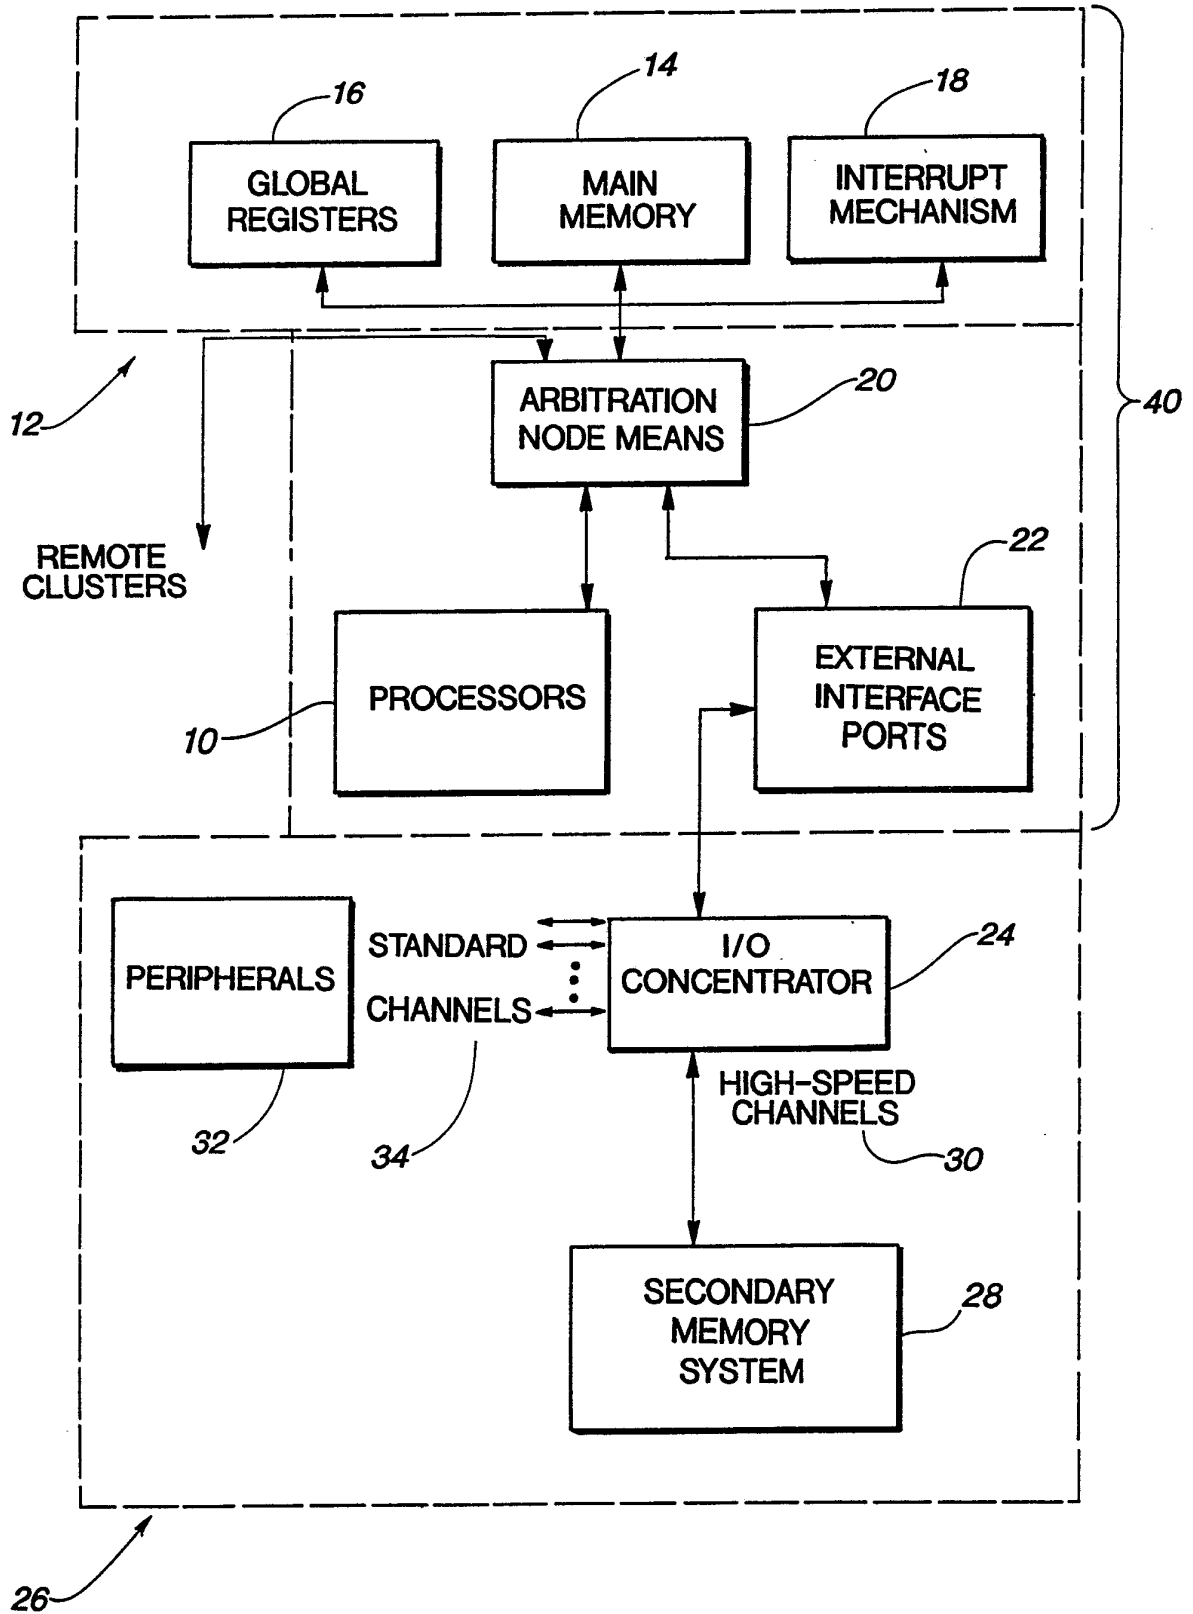 16
14
18
GLOBAL
REGISTERS
MAIN
MEMORY
INTERRUPT
MECHANISM
12
40
20
ARBITRATION
NODE MEANS
REMOTE
CLUSTERS
22
10
PROCESSORS
EXTERNAL
INTERFACE
PORTS
PERIPHERALS
32
STANDARD
CHANNELS
34
I/O
CONCENTRATOR
24
HIGH-SPEED
CHANNELS
30
SECONDARY
MEMORY
SYSTEM
28
26